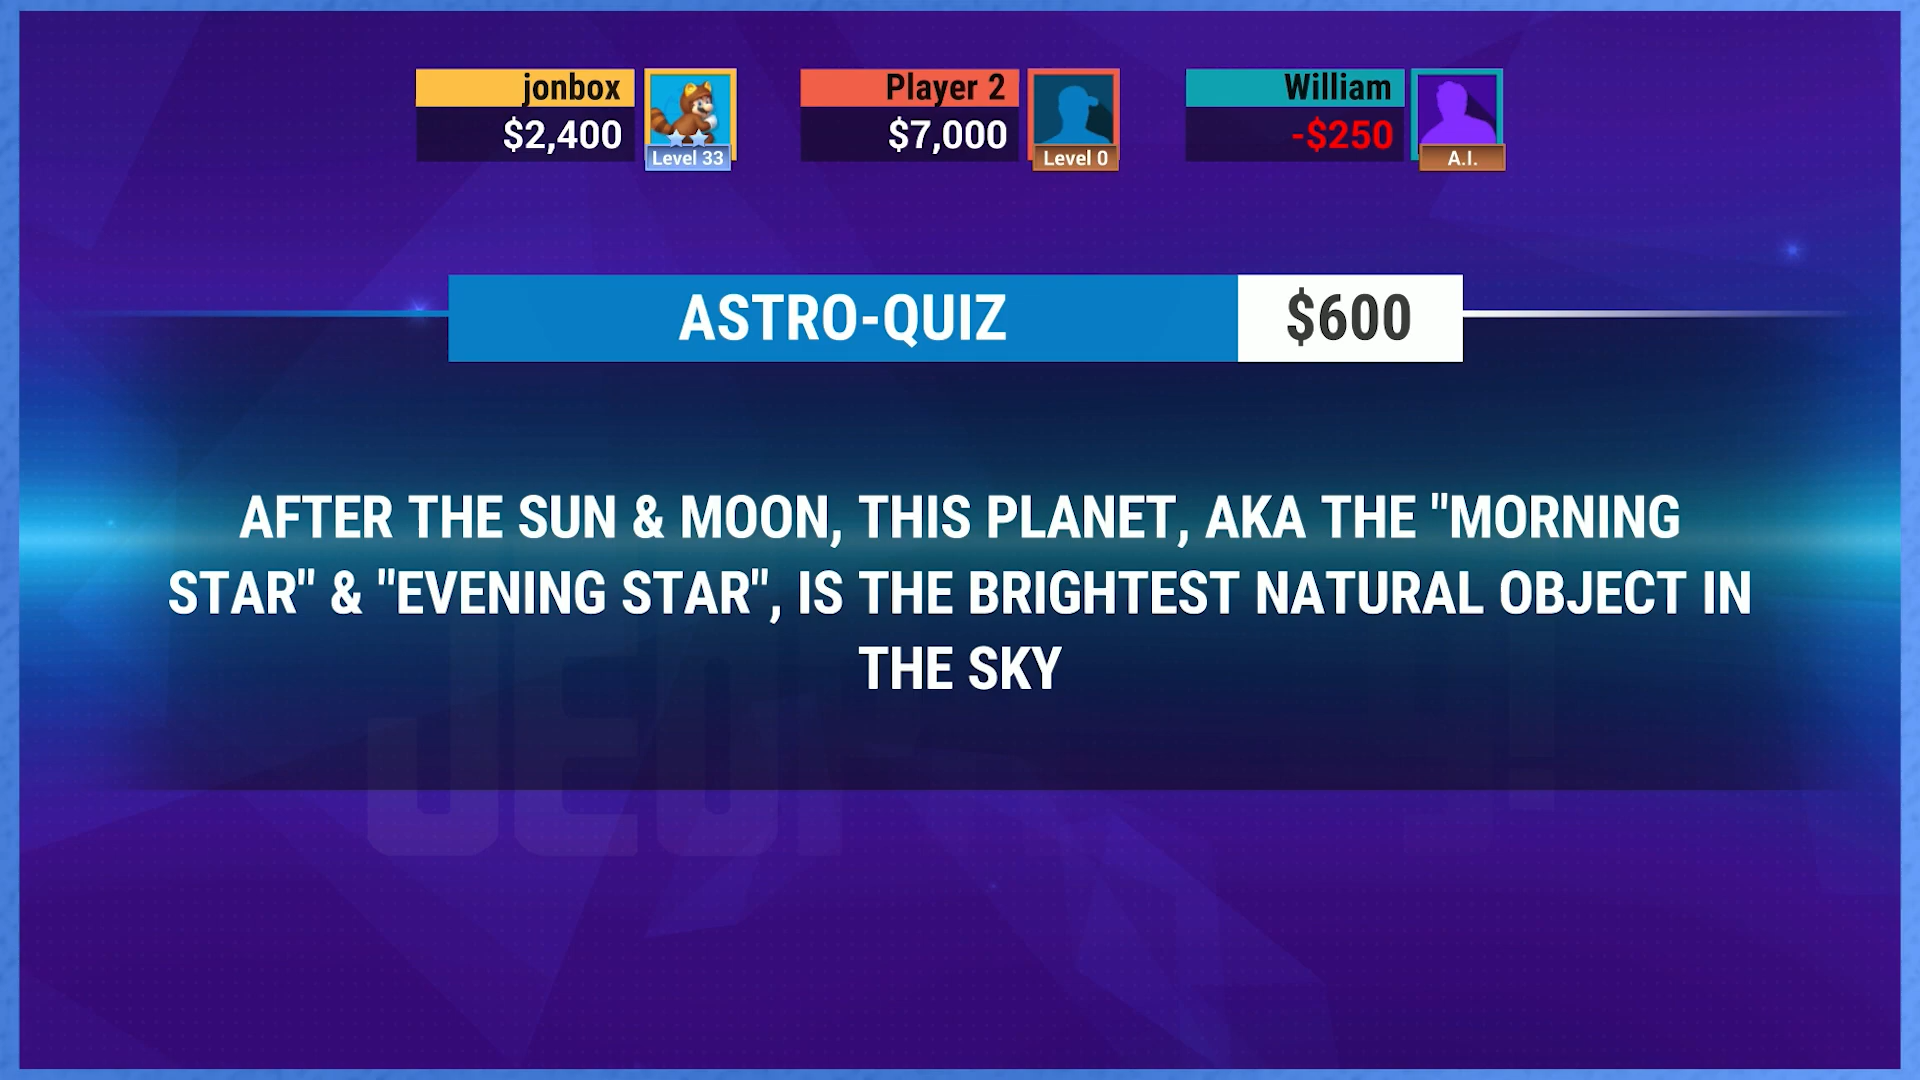 jonbox
$2,400
Level 33
Player 2
$7,000
Level 0
William
-$250
A.I.
ASTRO-QUIZ
$600
AFTER THE SUN & MOON, THIS PLANET, AKA THE "MORNING
STAR" & "EVENING STAR", IS THE BRIGHTEST NATURAL OBJECT IN
THE SKY